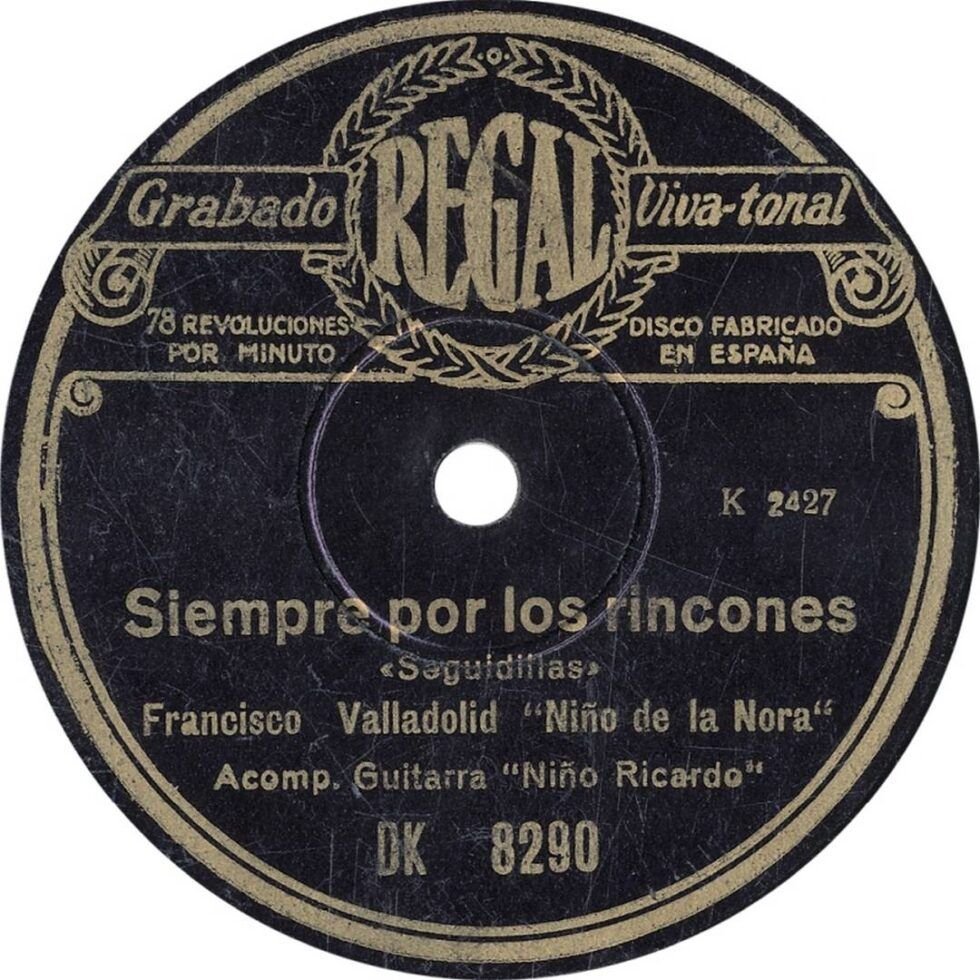 REGAL
Grabado Viva-tonal
78 REVOLUCIONES POR MINUTO
DISCO FABRICADO EN ESPAÑA
K 2427
Siempre por los rincones
«Seguidillas»
Francisco Valladolid “Niño de la Nora“
Acomp. Guitarra “Niño Ricardo”
DK 8290